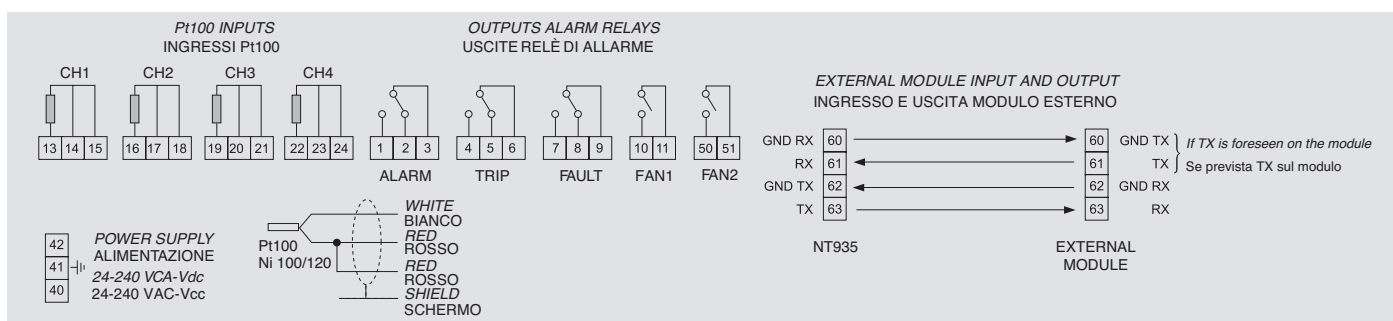 Pt100 INPUTS
INGRESSI Pt100
CH1 CH2 CH3 CH4
13 14 15 16 17 18 19 20 21 22 23 24
OUTPUTS ALARM RELAYS
USCITE RELÈ DI ALLARME
1 2 3 4 5 6 7 8 9 10 11 50 51
ALARM TRIP FAULT FAN1 FAN2
EXTERNAL MODULE INPUT AND OUTPUT
INGRESSO E USCITA MODULO ESTERNO
GND RX 60 60 GND TX
RX 61 61 TX
GND TX 62 62 GND RX
TX 63 63 RX
If TX is foreseen on the module
Se prevista TX sul modulo
NT935
EXTERNAL
MODULE
42
41
40
POWER SUPPLY
ALIMENTAZIONE
24-240 VCA-Vdc
24-240 VAC-Vcc
Pt100
Ni 100/120
WHITE
BIANCO
RED
ROSSO
RED
ROSSO
SHIELD
SCHERMO